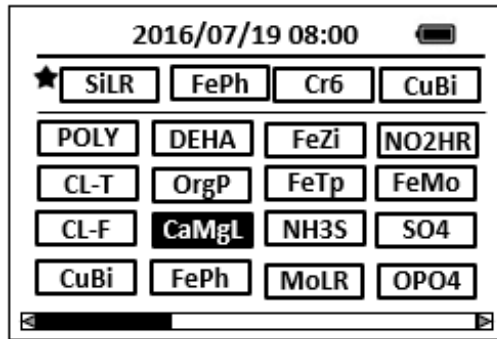 2016/07/19 08:00
SiLR FePh Cr6 CuBi
POLY DEHA FeZi NO2HR
CL-T OrgP FeTp FeMo
CL-F CaMgL NH3S SO4
CuBi FePh MoLR OPO4